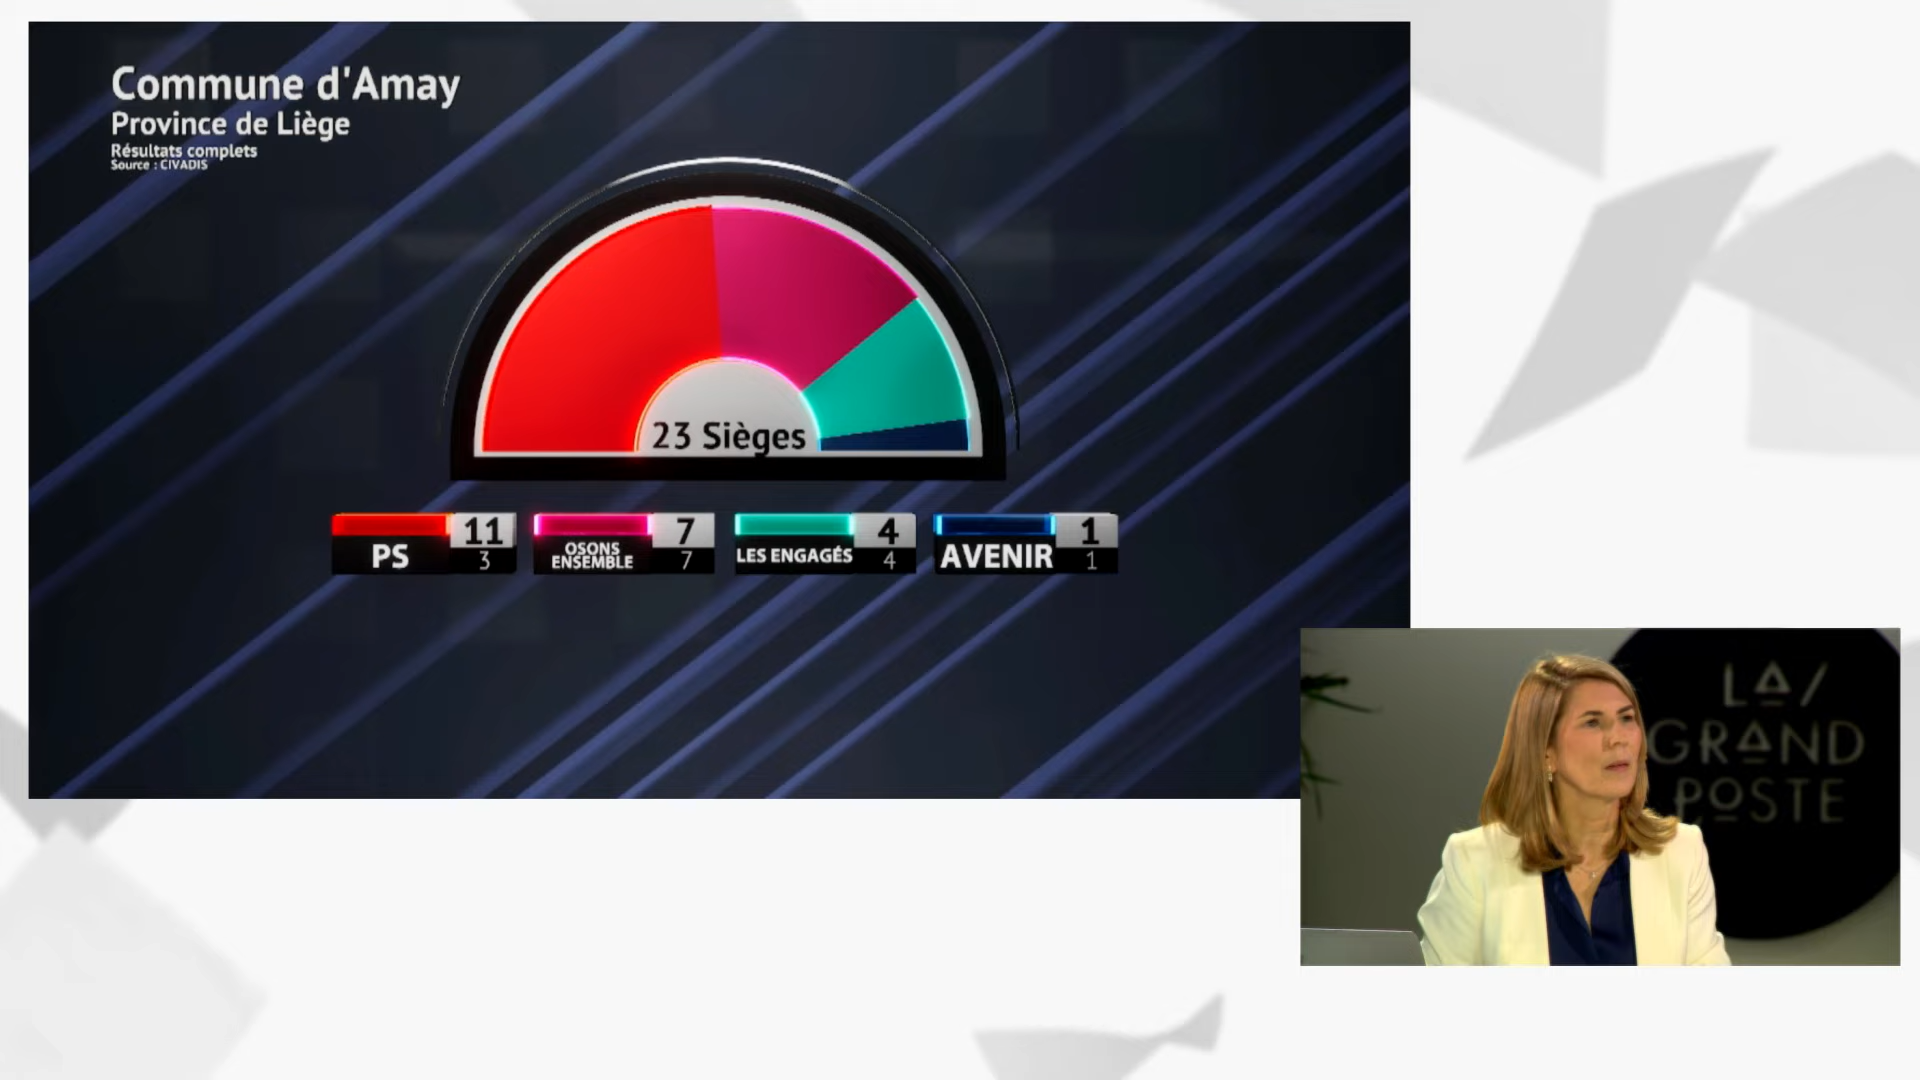 Commune d'Amay
Province de Liège
Résultats complets
Source : CIVADIS
23 Sièges
PS 11 3
OSONS ENSEMBLE 7 7
LES ENGAGÉS 4 4
AVENIR 1 1
LA/
GRAND
POSTE